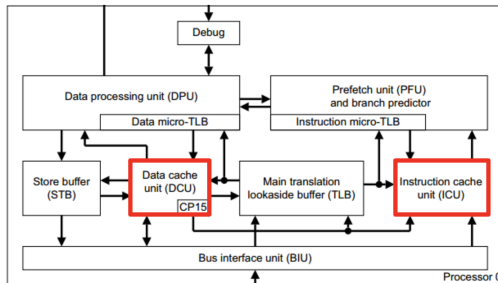 Debug
Data processing unit (DPU)
Data micro-TLB
Prefetch unit (PFU)
and branch predictor
Instruction micro-TLB
Store buffer
(STB)
Data cache
unit (DCU)
CP15
Main translation
lookaside buffer (TLB)
Instruction cache
unit (ICU)
Bus interface unit (BIU)
Processor 0